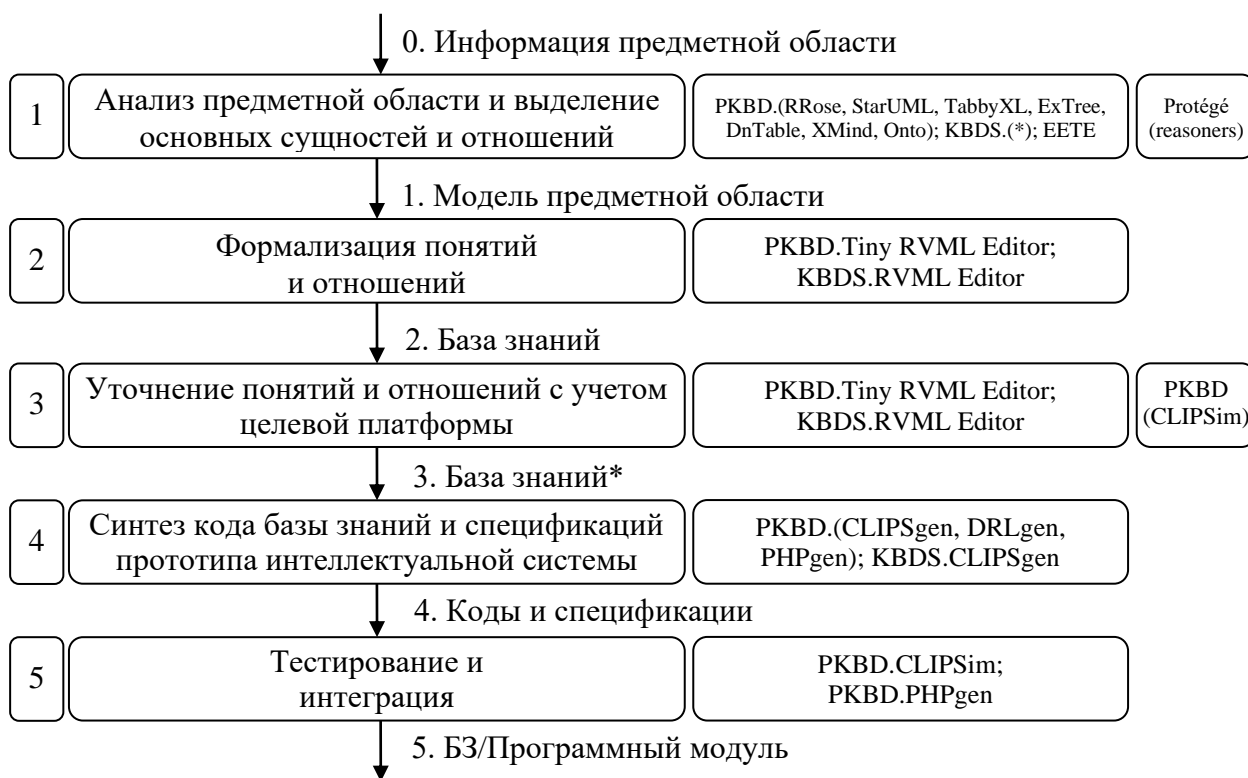 0. Информация предметной области
1
Анализ предметной области и выделение
основных сущностей и отношений
PKBD.(RRose, StarUML, TabbyXL, ExTree,
DnTable, XMind, Onto); KBDS.(*); EETE
Protégé
(reasoners)
1. Модель предметной области
2
Формализация понятий
и отношений
PKBD.Tiny RVML Editor;
KBDS.RVML Editor
2. База знаний
3
Уточнение понятий и отношений с учетом
целевой платформы
PKBD.Tiny RVML Editor;
KBDS.RVML Editor
PKBD
(CLIPSim)
3. База знаний*
4
Синтез кода базы знаний и спецификаций
прототипа интеллектуальной системы
PKBD.(CLIPSgen, DRLgen,
PHPgen); KBDS.CLIPSgen
4. Коды и спецификации
5
Тестирование и
интеграция
PKBD.CLIPSim;
PKBD.PHPgen
5. БЗ/Программный модуль